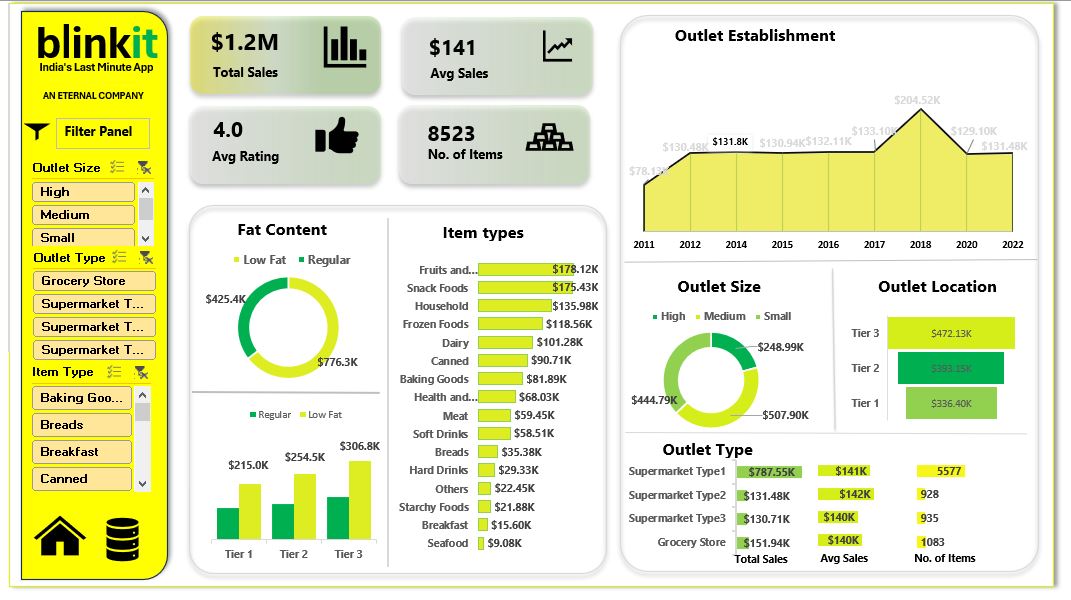 blinkit
India's Last Minute App
AN ETERNAL COMPANY
Filter Panel
Outlet Size
High
Medium
Small
Outlet Type
Grocery Store
Supermarket T...
Supermarket T...
Supermarket T...
Item Type
Baking Goo...
Breads
Breakfast
Canned
$1.2M
Total Sales
$141
Avg Sales
4.0
Avg Rating
8523
No. of Items
Fat Content
Low Fat Regular
$425.4K
$776.3K
Regular Low Fat
$215.0K
$254.5K
$306.8K
Tier 1 Tier 2 Tier 3
Item types
Fruits and... $178.12K
Snack Foods $175.43K
Household $135.98K
Frozen Foods $118.56K
Dairy $101.28K
Canned $90.71K
Baking Goods $81.89K
Health and... $68.03K
Meat $59.45K
Soft Drinks $58.51K
Breads $35.38K
Hard Drinks $29.33K
Others $22.45K
Starchy Foods $21.88K
Breakfast $15.60K
Seafood $9.08K
Outlet Establishment
$130.48K
$131.8K
$130.94K
$132.11K
$133.10K
$204.52K
$129.10K
$131.48K
2011 2012 2014 2015 2016 2017 2018 2020 2022
Outlet Size
High Medium Small
$248.99K
$444.79K
$507.90K
Outlet Location
Tier 3 $472.13K
Tier 2 $393.15K
Tier 1 $336.40K
Outlet Type
Supermarket Type1 $787.55K $141K 5577
Supermarket Type2 $131.48K $142K 928
Supermarket Type3 $130.71K $140K 935
Grocery Store $151.94K $140K 1083
Total Sales Avg Sales No. of Items